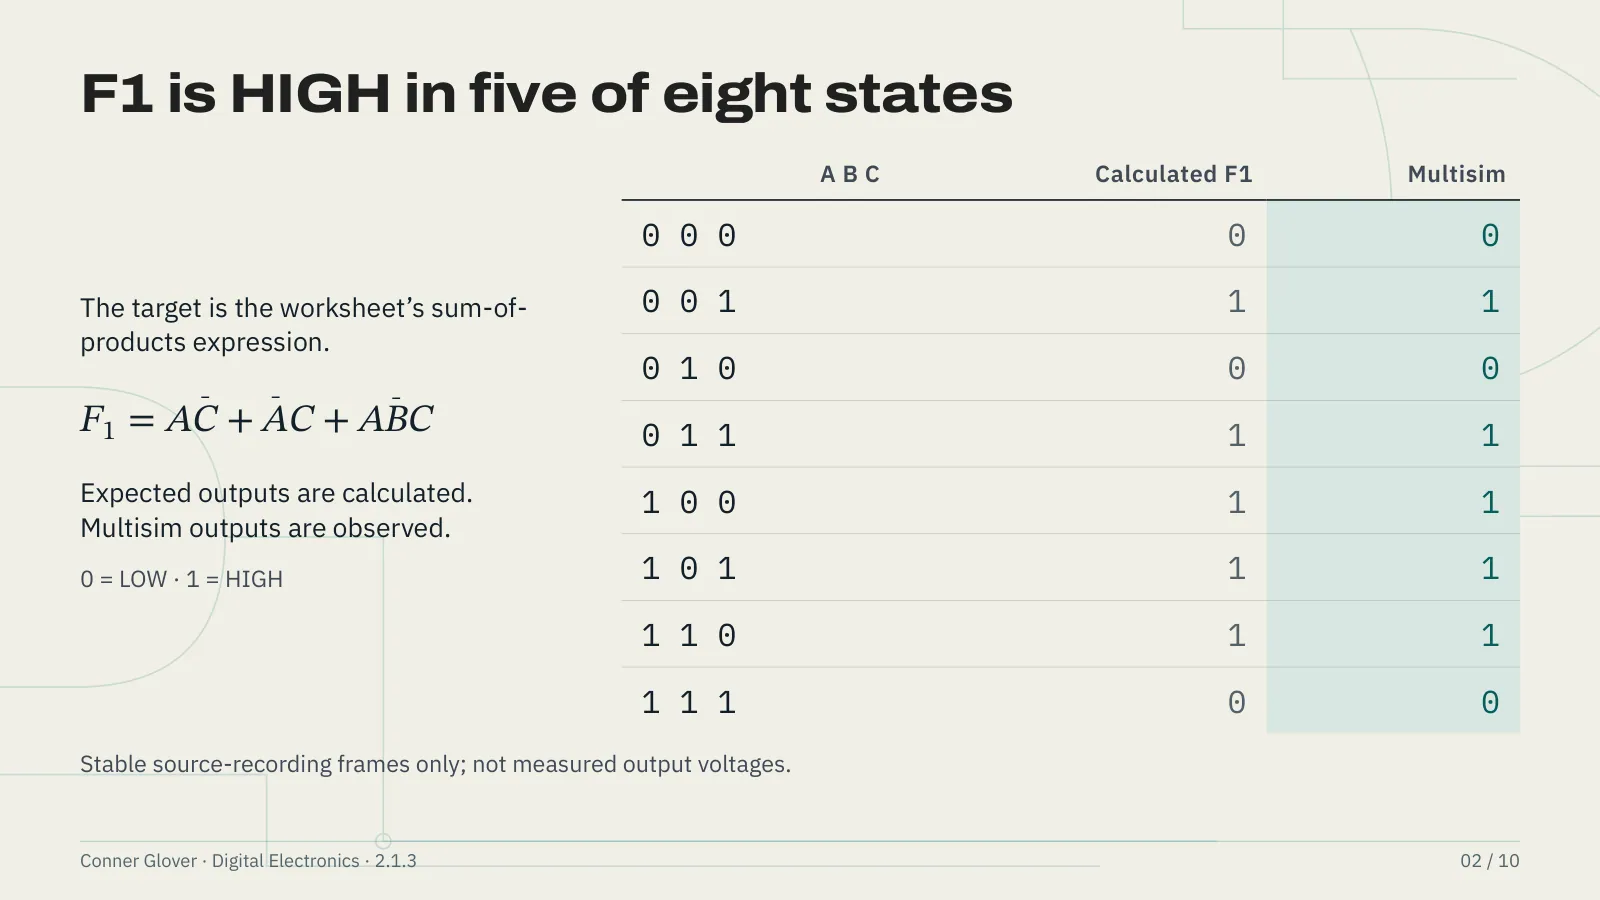 F1 is HIGH in five of eight states
The target is the worksheet’s sum-of-
products expression.
F₁ = AC̄ + ĀC + AB̄C
Expected outputs are calculated.
Multisim outputs are observed.
0 = LOW · 1 = HIGH
A B C Calculated F1 Multisim
0 0 0 0 0
0 0 1 1 1
0 1 0 0 0
0 1 1 1 1
1 0 0 1 1
1 0 1 1 1
1 1 0 1 1
1 1 1 0 0
Stable source-recording frames only; not measured output voltages.
Conner Glover · Digital Electronics · 2.1.3
02 / 10